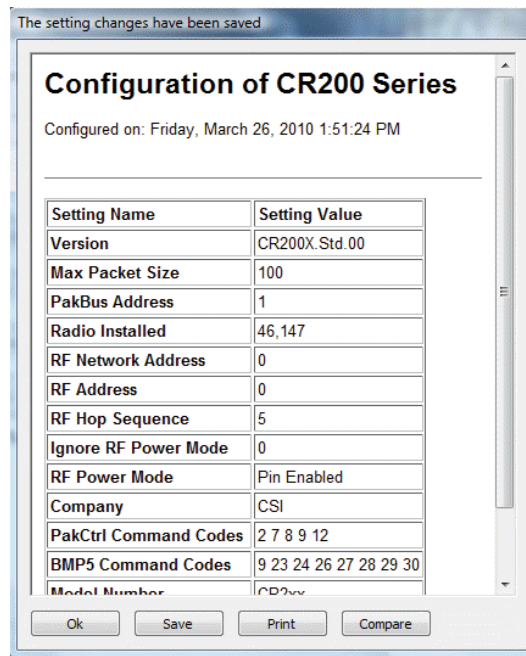 The setting changes have been saved
Configuration of CR200 Series
Configured on: Friday, March 26, 2010 1:51:24 PM
Setting Name Setting Value
Version CR200X.Std.00
Max Packet Size 100
PakBus Address 1
Radio Installed 46,147
RF Network Address 0
RF Address 0
RF Hop Sequence 5
Ignore RF Power Mode 0
RF Power Mode Pin Enabled
Company CSI
PakCtrl Command Codes 2 7 8 9 12
BMP5 Command Codes 9 23 24 26 27 28 29 30
Model Number CR2xx
Ok Save Print Compare